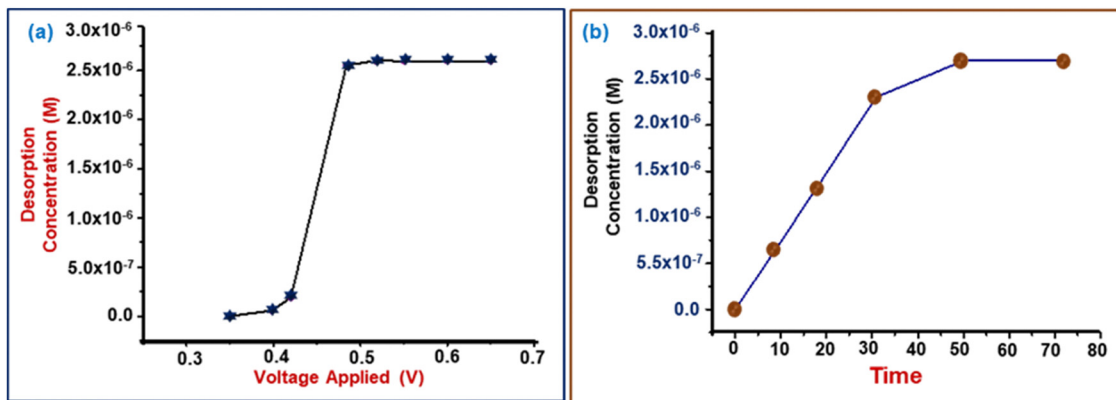 (a)
3.0x10⁻⁶
2.5x10⁻⁶
2.0x10⁻⁶
1.5x10⁻⁶
1.0x10⁻⁶
5.0x10⁻⁷
0.0
Desorption
Concentration (M)
0.3 0.4 0.5 0.6 0.7
Voltage Applied (V)
(b)
3.0x10⁻⁶
2.5x10⁻⁶
2.0x10⁻⁶
1.5x10⁻⁶
1.0x10⁻⁶
5.5x10⁻⁷
0.0
Desorption
Concentration (M)
0 10 20 30 40 50 60 70 80
Time